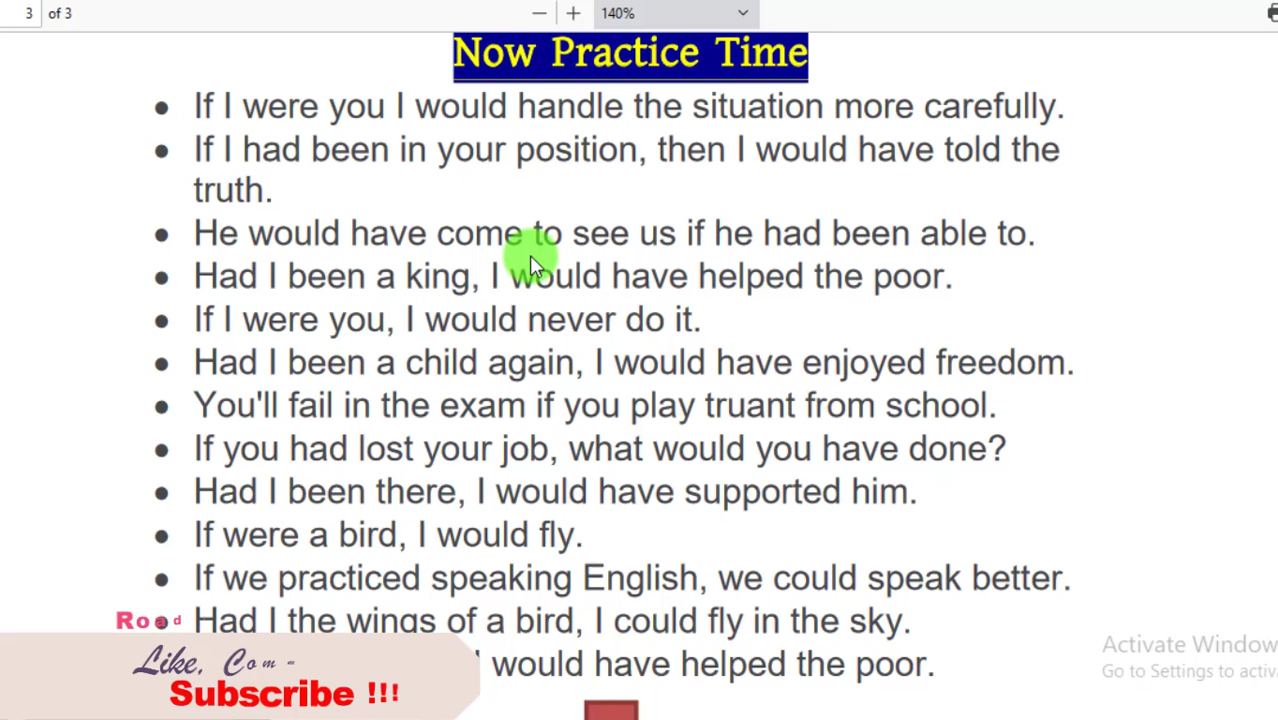 3 of 3
140%
Now Practice Time
• If I were you I would handle the situation more carefully.
• If I had been in your position, then I would have told the
truth.
• He would have come to see us if he had been able to.
• Had I been a king, I would have helped the poor.
• If I were you, I would never do it.
• Had I been a child again, I would have enjoyed freedom.
• You'll fail in the exam if you play truant from school.
• If you had lost your job, what would you have done?
• Had I been there, I would have supported him.
• If were a bird, I would fly.
• If we practiced speaking English, we could speak better.
• Had I the wings of a bird, I could fly in the sky.
Road
I would have helped the poor.
Like, Com
Subscribe !!!
Activate Window
Go to Settings to activa